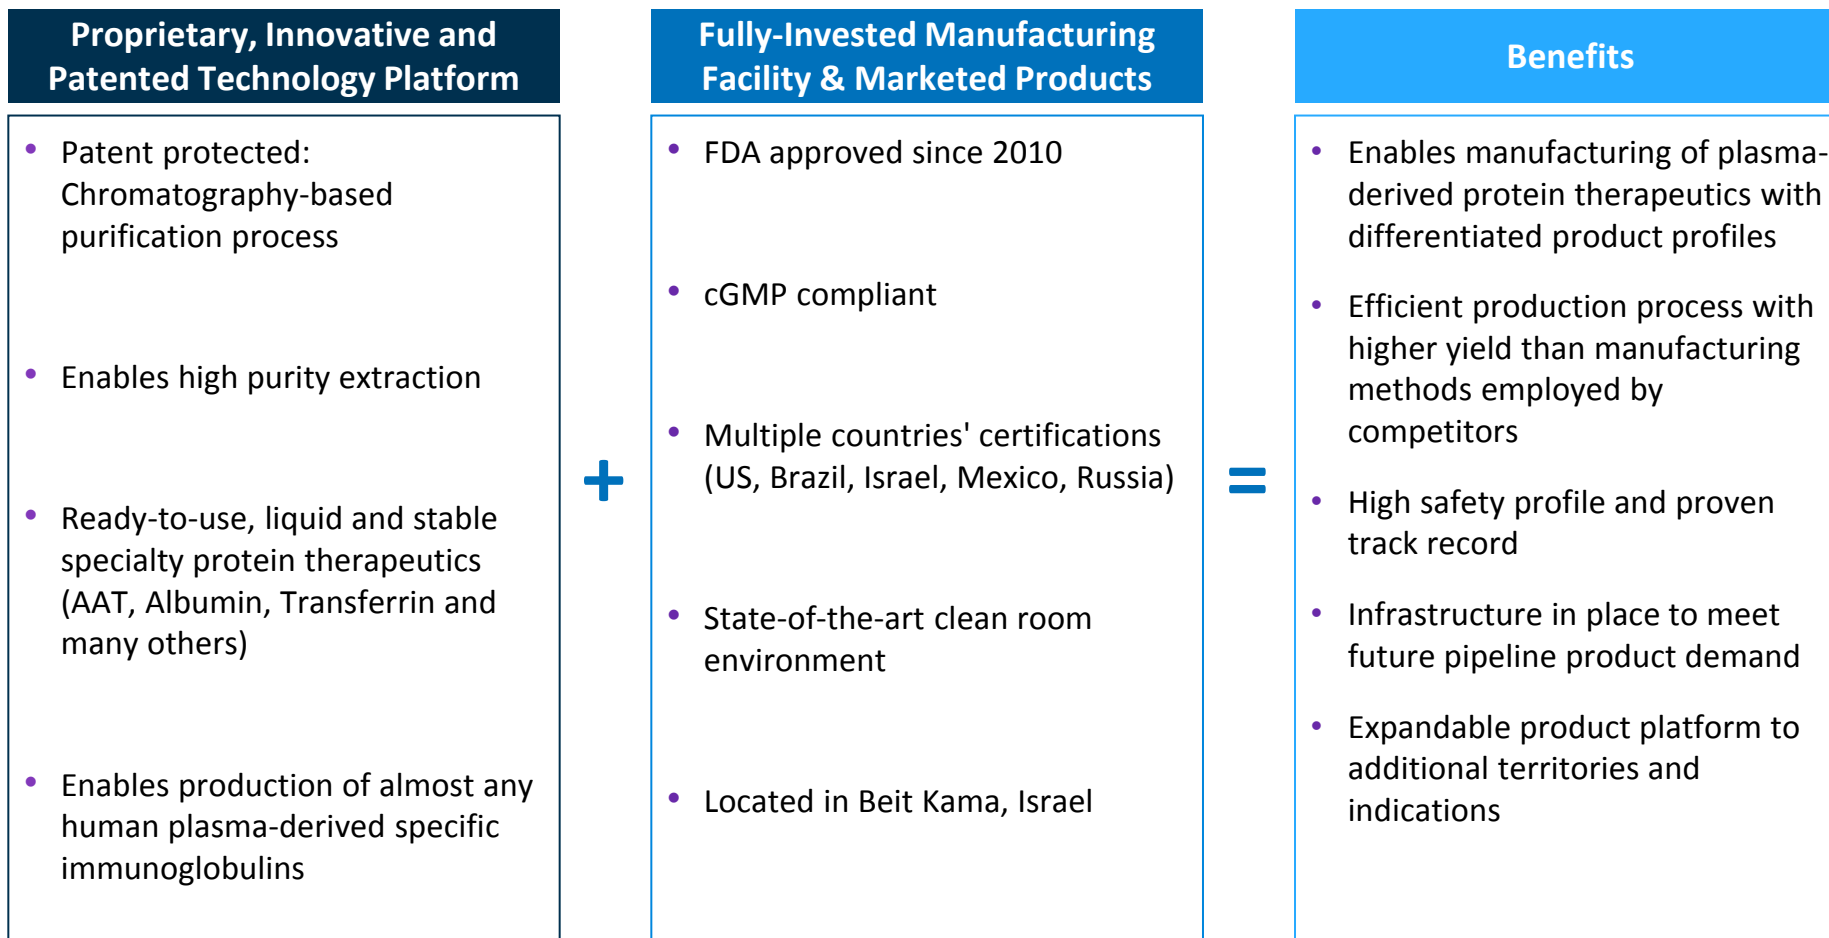 Proprietary, Innovative and
Patented Technology Platform
• Patent protected:
Chromatography-based
purification process
• Enables high purity extraction
• Ready-to-use, liquid and stable
specialty protein therapeutics
(AAT, Albumin, Transferrin and
many others)
• Enables production of almost any
human plasma-derived specific
immunoglobulins
+
Fully-Invested Manufacturing
Facility & Marketed Products
• FDA approved since 2010
• cGMP compliant
• Multiple countries' certifications
(US, Brazil, Israel, Mexico, Russia)
• State-of-the-art clean room
environment
• Located in Beit Kama, Israel
=
Benefits
• Enables manufacturing of plasma-
derived protein therapeutics with
differentiated product profiles
• Efficient production process with
higher yield than manufacturing
methods employed by
competitors
• High safety profile and proven
track record
• Infrastructure in place to meet
future pipeline product demand
• Expandable product platform to
additional territories and
indications